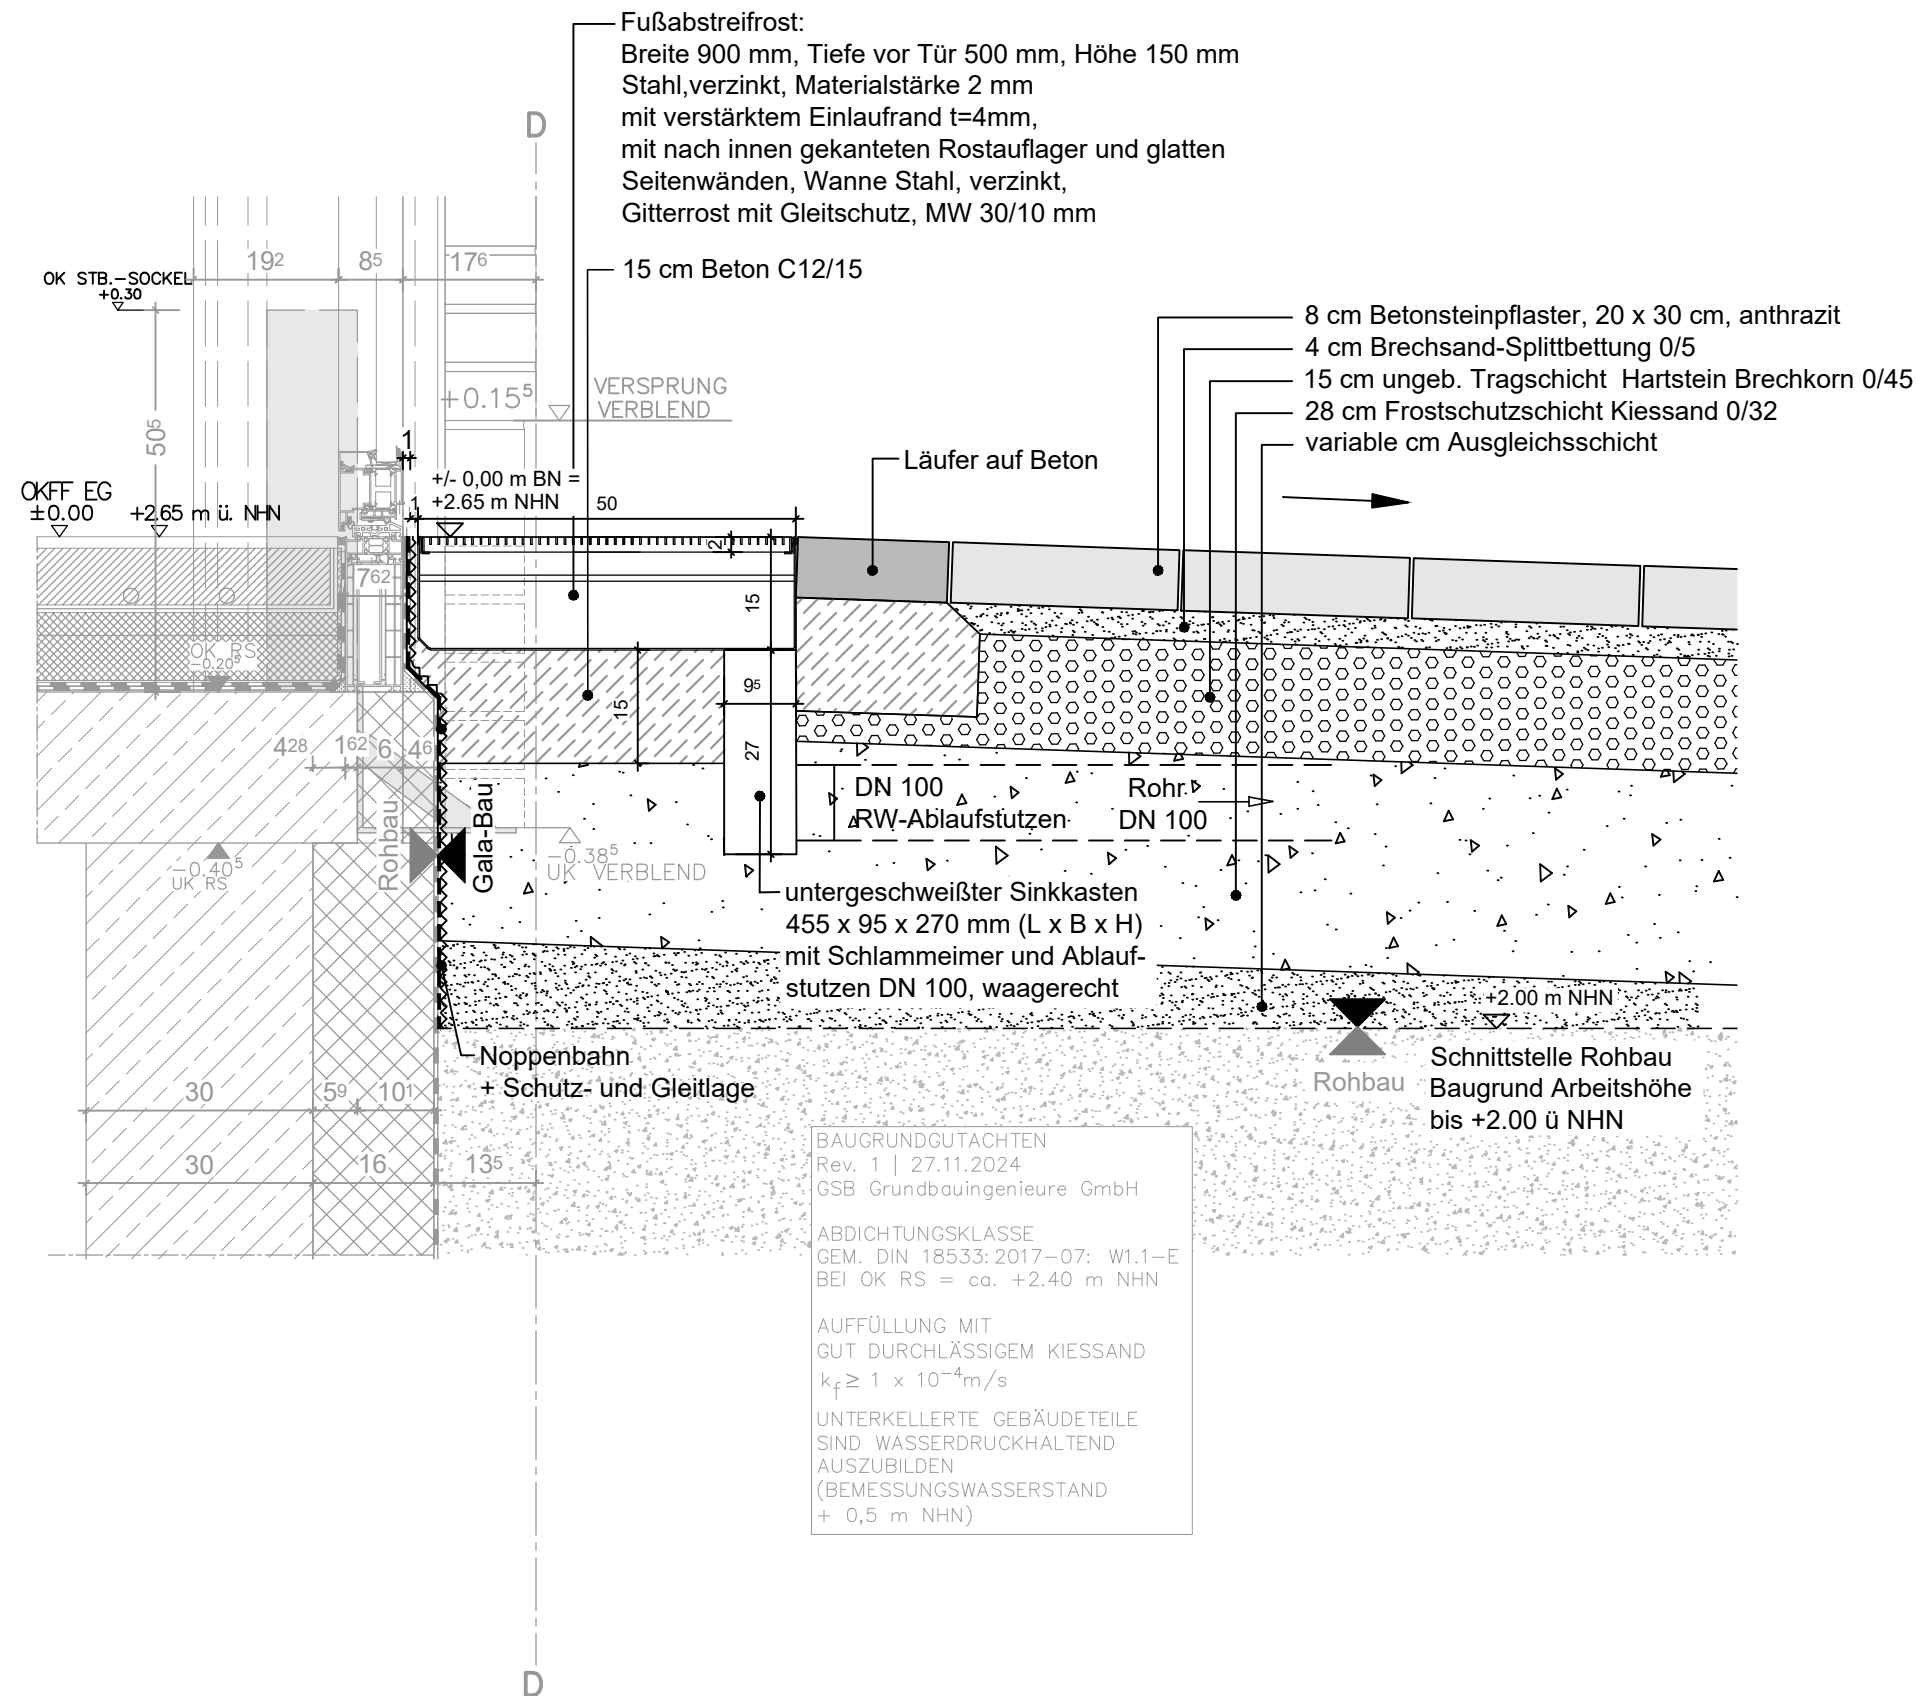 Fußabstreifrost:
Breite 900 mm, Tiefe vor Tür 500 mm, Höhe 150 mm
Stahl,verzinkt, Materialstärke 2 mm
mit verstärktem Einlaufrand t=4mm,
mit nach innen gekanteten Rostauflager und glatten
Seitenwänden, Wanne Stahl, verzinkt,
Gitterrost mit Gleitschutz, MW 30/10 mm
D
15 cm Beton C12/15
19² 8⁵ 17⁶
OK STB.-SOCKEL
+0.30
8 cm Betonsteinpflaster, 20 x 30 cm, anthrazit
4 cm Brechsand-Splittbettung 0/5
15 cm ungeb. Tragschicht Hartstein Brechkorn 0/45
28 cm Frostschutzschicht Kiessand 0/32
variable cm Ausgleichsschicht
+0.15⁵
VERSPRUNG
VERBLEND
50⁵
1
Läufer auf Beton
+/- 0,00 m BN =
+2.65 m NHN
1
50
OKFF EG
±0.00
+2.65 m ü. NHN
2
7⁶²
15
OK RS
-0.20⁵
9⁵
15
27
4²⁸ 1⁶² 6 4⁶
DN 100
RW-Ablaufstutzen
Rohr
DN 100
Rohbau
Gala-Bau
-0.38⁵
UK VERBLEND
-0.40⁵
UK RS
untergeschweißter Sinkkasten
455 x 95 x 270 mm (L x B x H)
mit Schlammeimer und Ablauf-
stutzen DN 100, waagerecht
+2.00 m NHN
Noppenbahn
+ Schutz- und Gleitlage
Rohbau
Schnittstelle Rohbau
Baugrund Arbeitshöhe
bis +2.00 ü NHN
30 5⁹ 10¹
30 16 13⁵
BAUGRUNDGUTACHTEN
Rev. 1 | 27.11.2024
GSB Grundbauingenieure GmbH
ABDICHTUNGSKLASSE
GEM. DIN 18533:2017-07: W1.1-E
BEI OK RS = ca. +2.40 m NHN
AUFFÜLLUNG MIT
GUT DURCHLÄSSIGEM KIESSAND
k_f ≥ 1 x 10⁻⁴m/s
UNTERKELLERTE GEBÄUDETEILE
SIND WASSERDRUCKHALTEND
AUSZUBILDEN
(BEMESSUNGSWASSERSTAND
+ 0,5 m NHN)
D